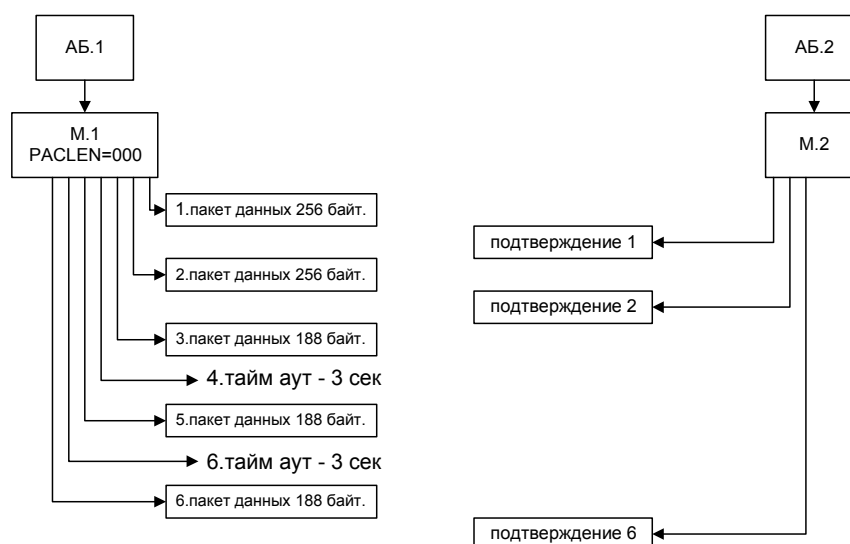 АБ.1
М.1
PACLEN=000
1.пакет данных 256 байт.
2.пакет данных 256 байт.
3.пакет данных 188 байт.
4.тайм аут - 3 сек
5.пакет данных 188 байт.
6.тайм аут - 3 сек
6.пакет данных 188 байт.
АБ.2
М.2
подтверждение 1
подтверждение 2
подтверждение 6